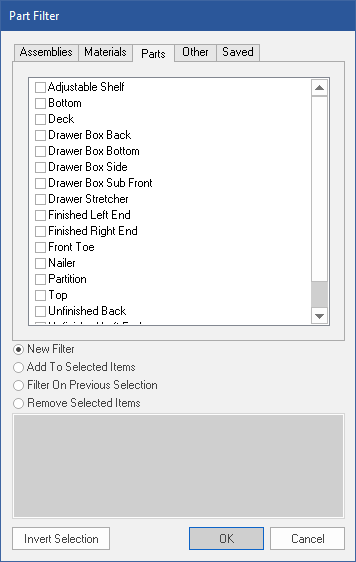 Part Filter
Assemblies Materials Parts Other Saved
Adjustable Shelf
Bottom
Deck
Drawer Box Back
Drawer Box Bottom
Drawer Box Side
Drawer Box Sub Front
Drawer Stretcher
Finished Left End
Finished Right End
Front Toe
Nailer
Partition
Top
Unfinished Back
New Filter
Add To Selected Items
Filter On Previous Selection
Remove Selected Items
Invert Selection OK Cancel